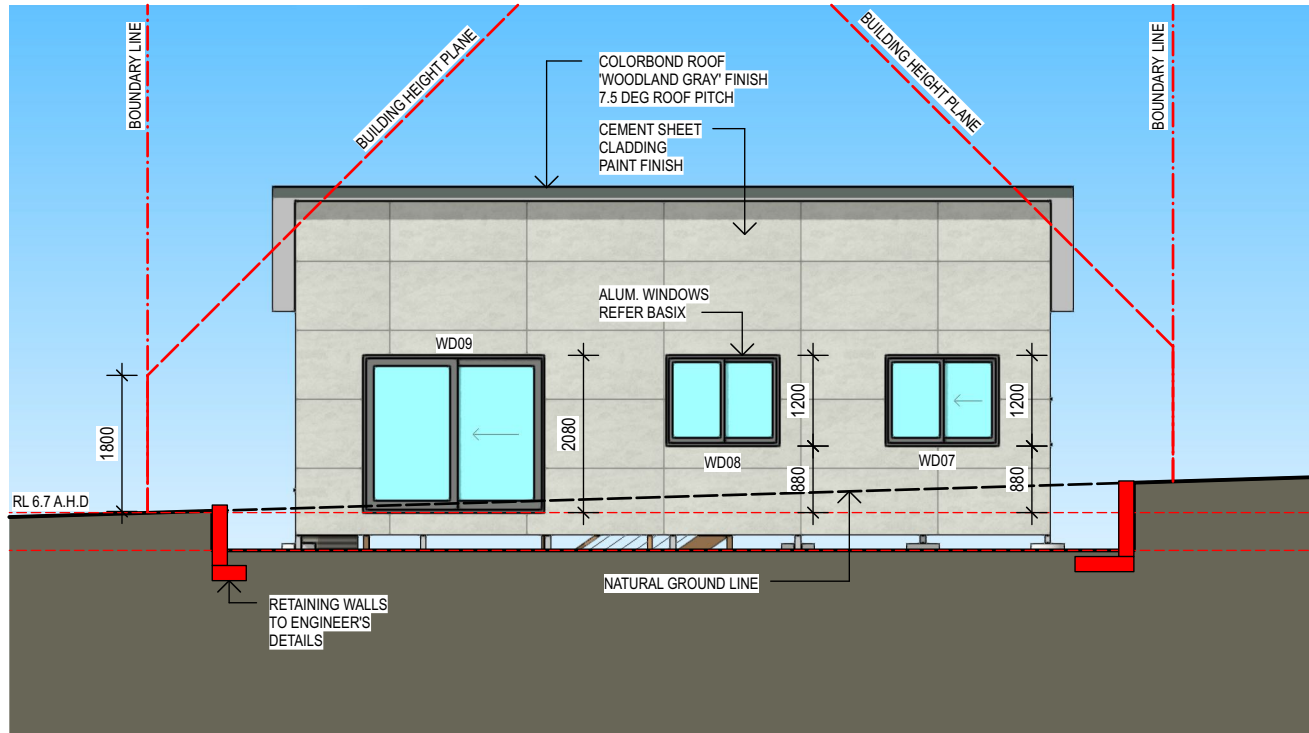 BOUNDARY LINE
BUILDING HEIGHT PLANE
BUILDING HEIGHT PLANE
BOUNDARY LINE
COLORBOND ROOF
'WOODLAND GRAY' FINISH
7.5 DEG ROOF PITCH
CEMENT SHEET
CLADDING
PAINT FINISH
ALUM. WINDOWS
REFER BASIX
WD09
WD08
WD07
1800
2080
1200
880
1200
880
RL 6.7 A.H.D
NATURAL GROUND LINE
RETAINING WALLS
TO ENGINEER'S
DETAILS